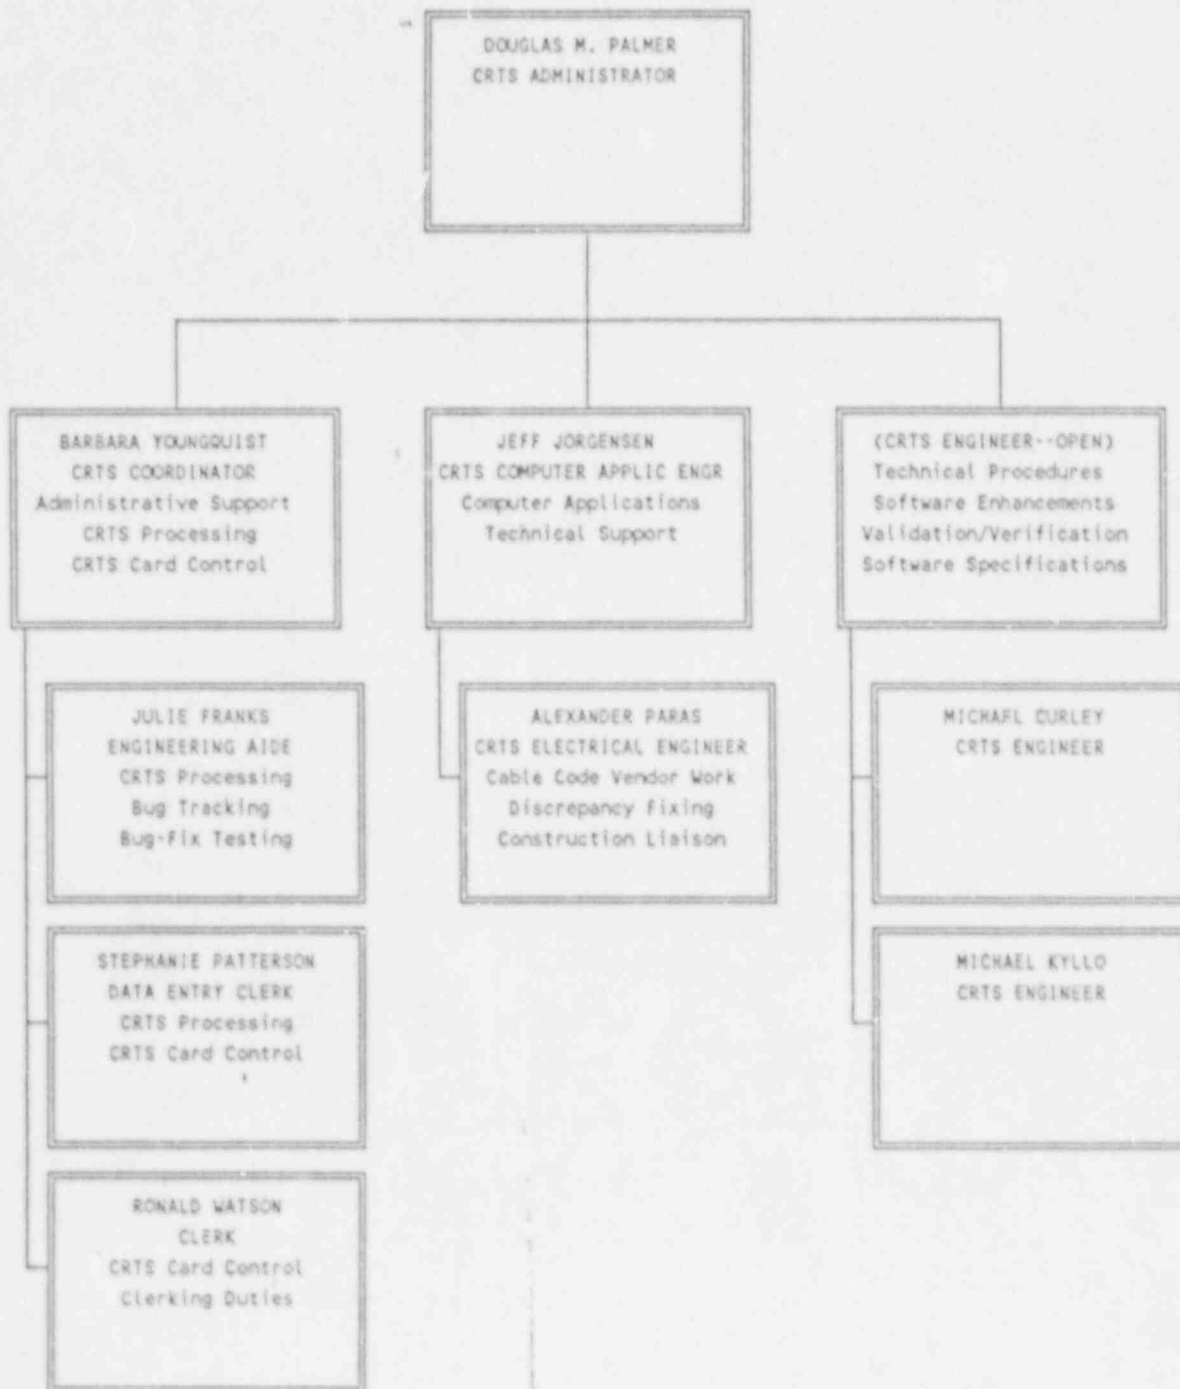 DOUGLAS M. PALMER
CRTS ADMINISTRATOR
BARBARA YOUNGQUIST
CRTS COORDINATOR
Administrative Support
CRTS Processing
CRTS Card Control
JEFF JORGENSEN
CRTS COMPUTER APPLIC ENGR
Computer Applications
Technical Support
(CRTS ENGINEER--OPEN)
Technical Procedures
Software Enhancements
Validation/Verification
Software Specifications
JULIE FRANKS
ENGINEERING AIDE
CRTS Processing
Bug Tracking
Bug-Fix Testing
ALEXANDER PARAS
CRTS ELECTRICAL ENGINEER
Cable Code Vendor Work
Discrepancy Fixing
Construction Liaison
MICHAEL CURLEY
CRTS ENGINEER
STEPHANIE PATTERSON
DATA ENTRY CLERK
CRTS Processing
CRTS Card Control
MICHAEL KYLLO
CRTS ENGINEER
RONALD WATSON
CLERK
CRTS Card Control
Clerking Duties